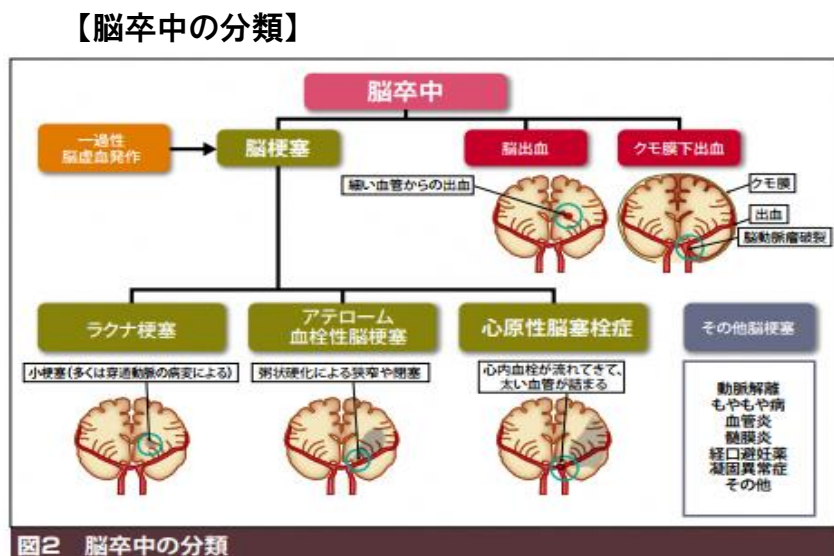 【脳卒中の分類】
脳卒中
一過性
脳虚血発作
脳梗塞
脳出血
クモ膜下出血
細い血管からの出血
クモ膜
出血
脳動脈瘤破裂
ラクナ梗塞
アテローム
血栓性脳梗塞
心原性脳塞栓症
その他脳梗塞
小梗塞(多くは穿通動脈の病変による)
粥状硬化による狭窄や閉塞
心内血栓が流れてきて、
太い血管が詰まる
動脈解離
もやもや病
血管炎
髄膜炎
経口避妊薬
凝固異常症
その他
図2 脳卒中の分類